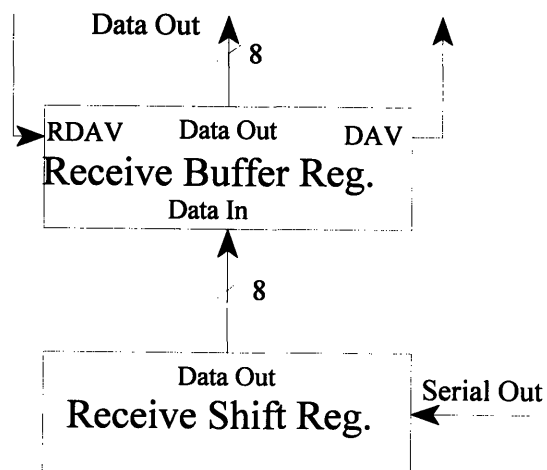 Data Out
8
RDAV Data Out DAV
Receive Buffer Reg.
Data In
8
Data Out
Serial Out
Receive Shift Reg.